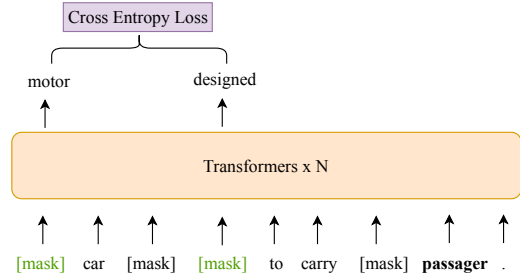 Cross Entropy Loss
motor designed
Transformers x N
[mask] car [mask] [mask] to carry [mask] passager .